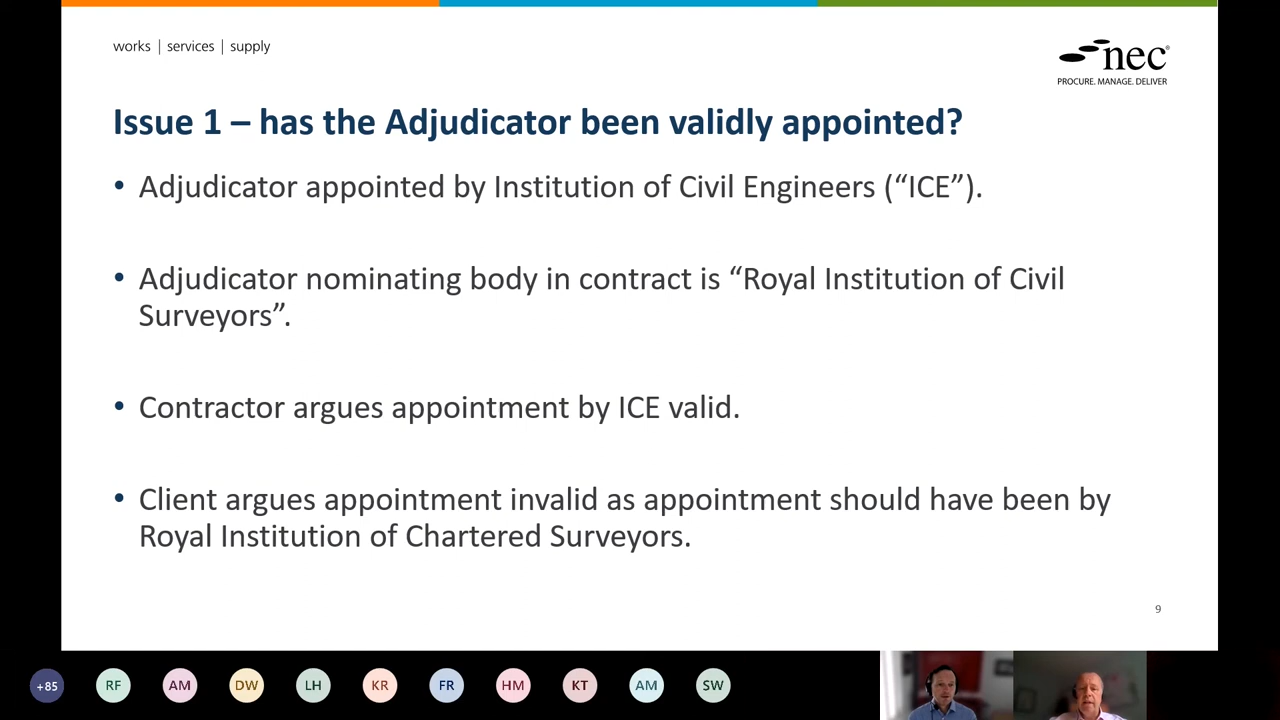 works | services | supply
nec®
PROCURE. MANAGE. DELIVER
Issue 1 – has the Adjudicator been validly appointed?
• Adjudicator appointed by Institution of Civil Engineers (“ICE”).
• Adjudicator nominating body in contract is “Royal Institution of Civil
Surveyors”.
• Contractor argues appointment by ICE valid.
• Client argues appointment invalid as appointment should have been by
Royal Institution of Chartered Surveyors.
9
+85 RF AM DW LH KR FR HM KT AM SW